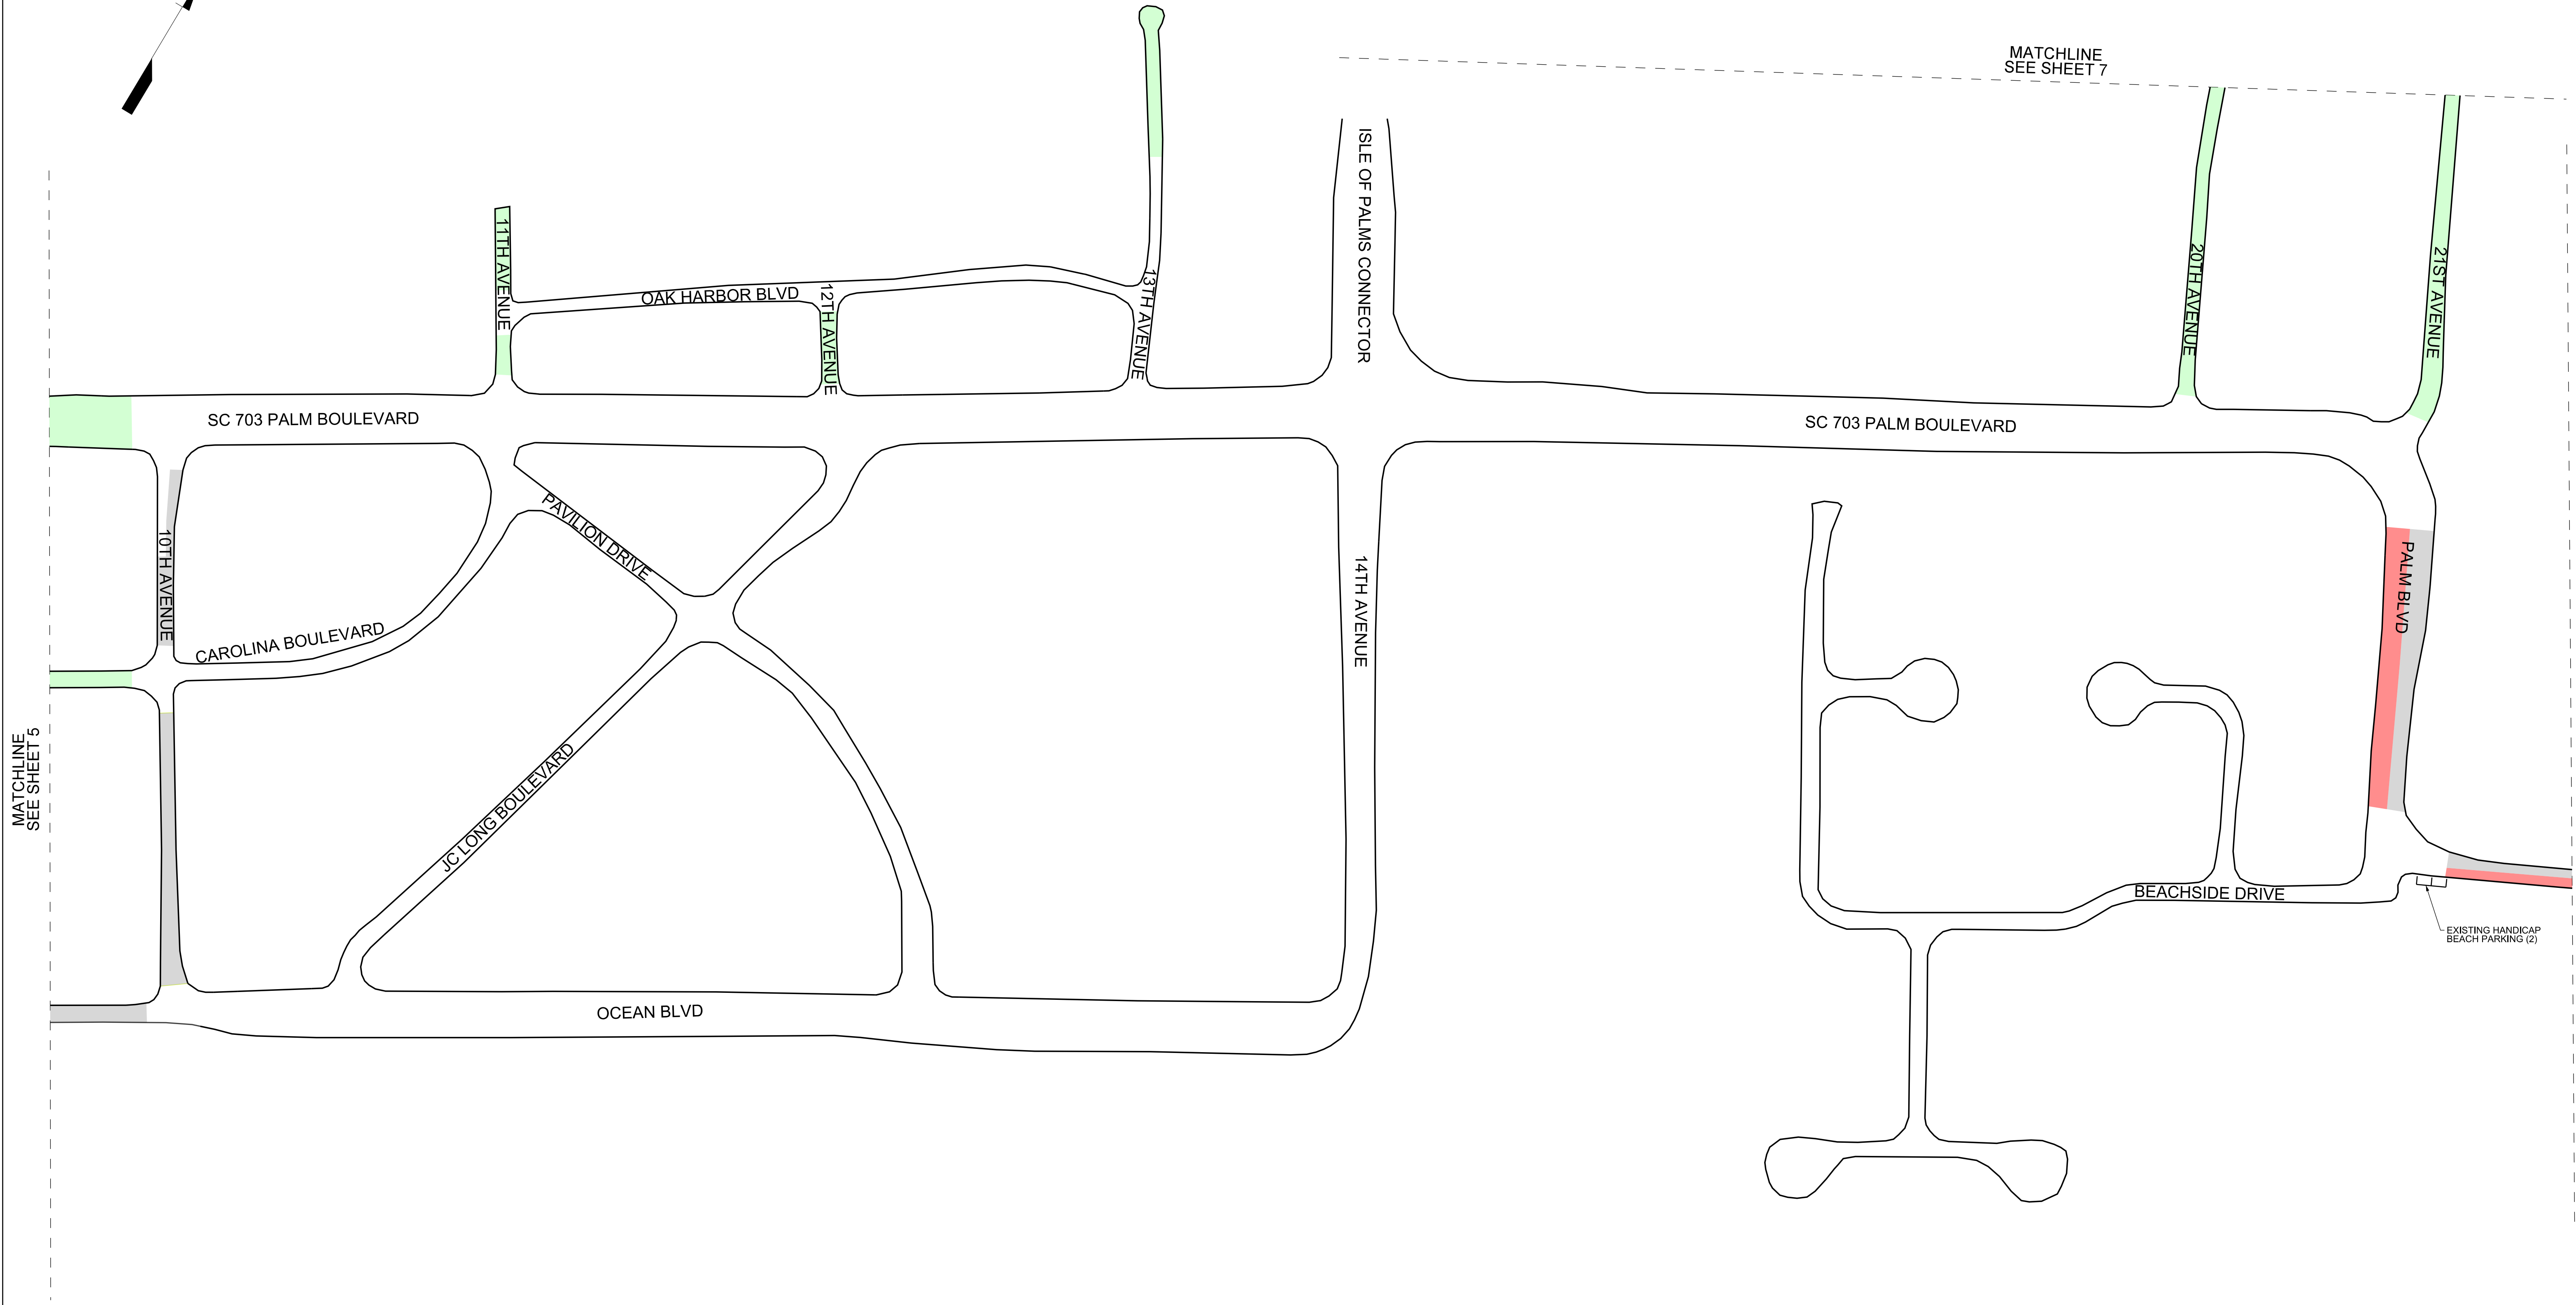 MATCHLINE
SEE SHEET 7
ISLE OF PALMS CONNECTOR
11TH AVENUE
OAK HARBOR BLVD
12TH AVENUE
13TH AVENUE
20TH AVENUE
21ST AVENUE
SC 703 PALM BOULEVARD
SC 703 PALM BOULEVARD
PAVILION DRIVE
10TH AVENUE
14TH AVENUE
PALM BLVD
CAROLINA BOULEVARD
MATCHLINE
SEE SHEET 5
JC LONG BOULEVARD
BEACHSIDE DRIVE
EXISTING HANDICAP
BEACH PARKING (2)
OCEAN BLVD